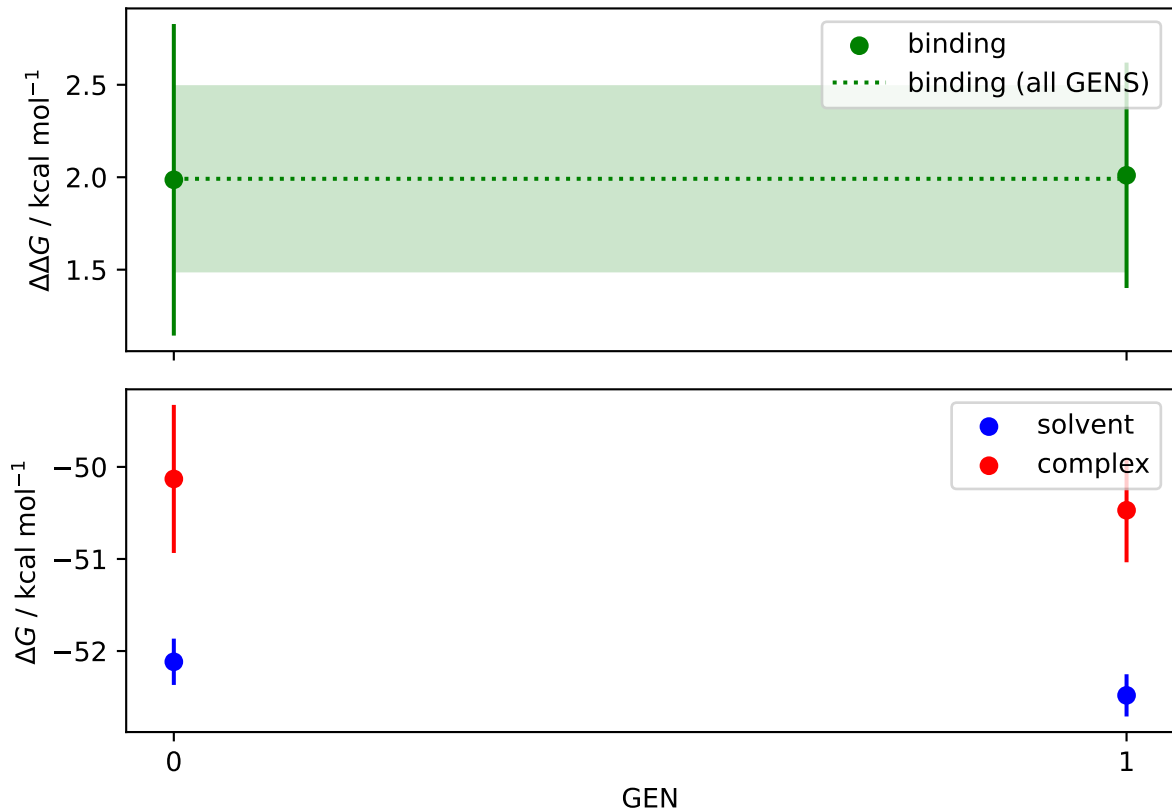 binding
binding (all GENS)
2.5
2.0
1.5
ΔΔG / kcal mol⁻¹
solvent
complex
−50
−51
−52
ΔG / kcal mol⁻¹
0
1
GEN